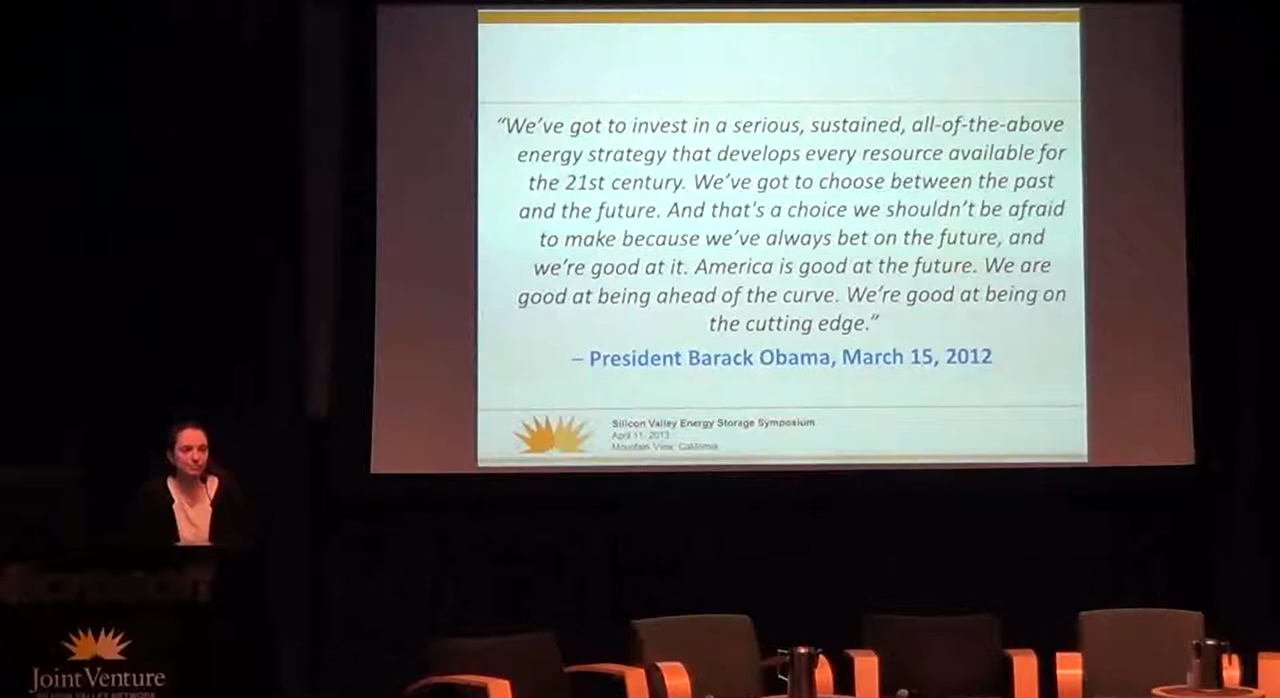 “We’ve got to invest in a serious, sustained, all-of-the-above
energy strategy that develops every resource available for
the 21st century. We’ve got to choose between the past
and the future. And that's a choice we shouldn’t be afraid
to make because we’ve always bet on the future, and
we’re good at it. America is good at the future. We are
good at being ahead of the curve. We’re good at being on
the cutting edge.”
– President Barack Obama, March 15, 2012
Silicon Valley Energy Storage Symposium
April 11, 2013
Mountain View, California
Microsoft
Joint Venture
SILICON VALLEY NETWORK